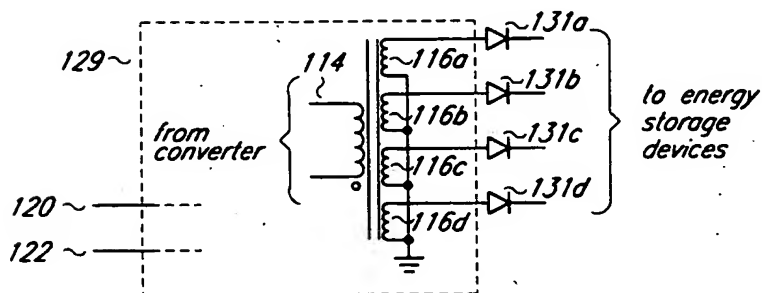 131a
129
114
116a
131b
from
converter
116b
to energy
storage
devices
131c
116c
131d
120
116d
122